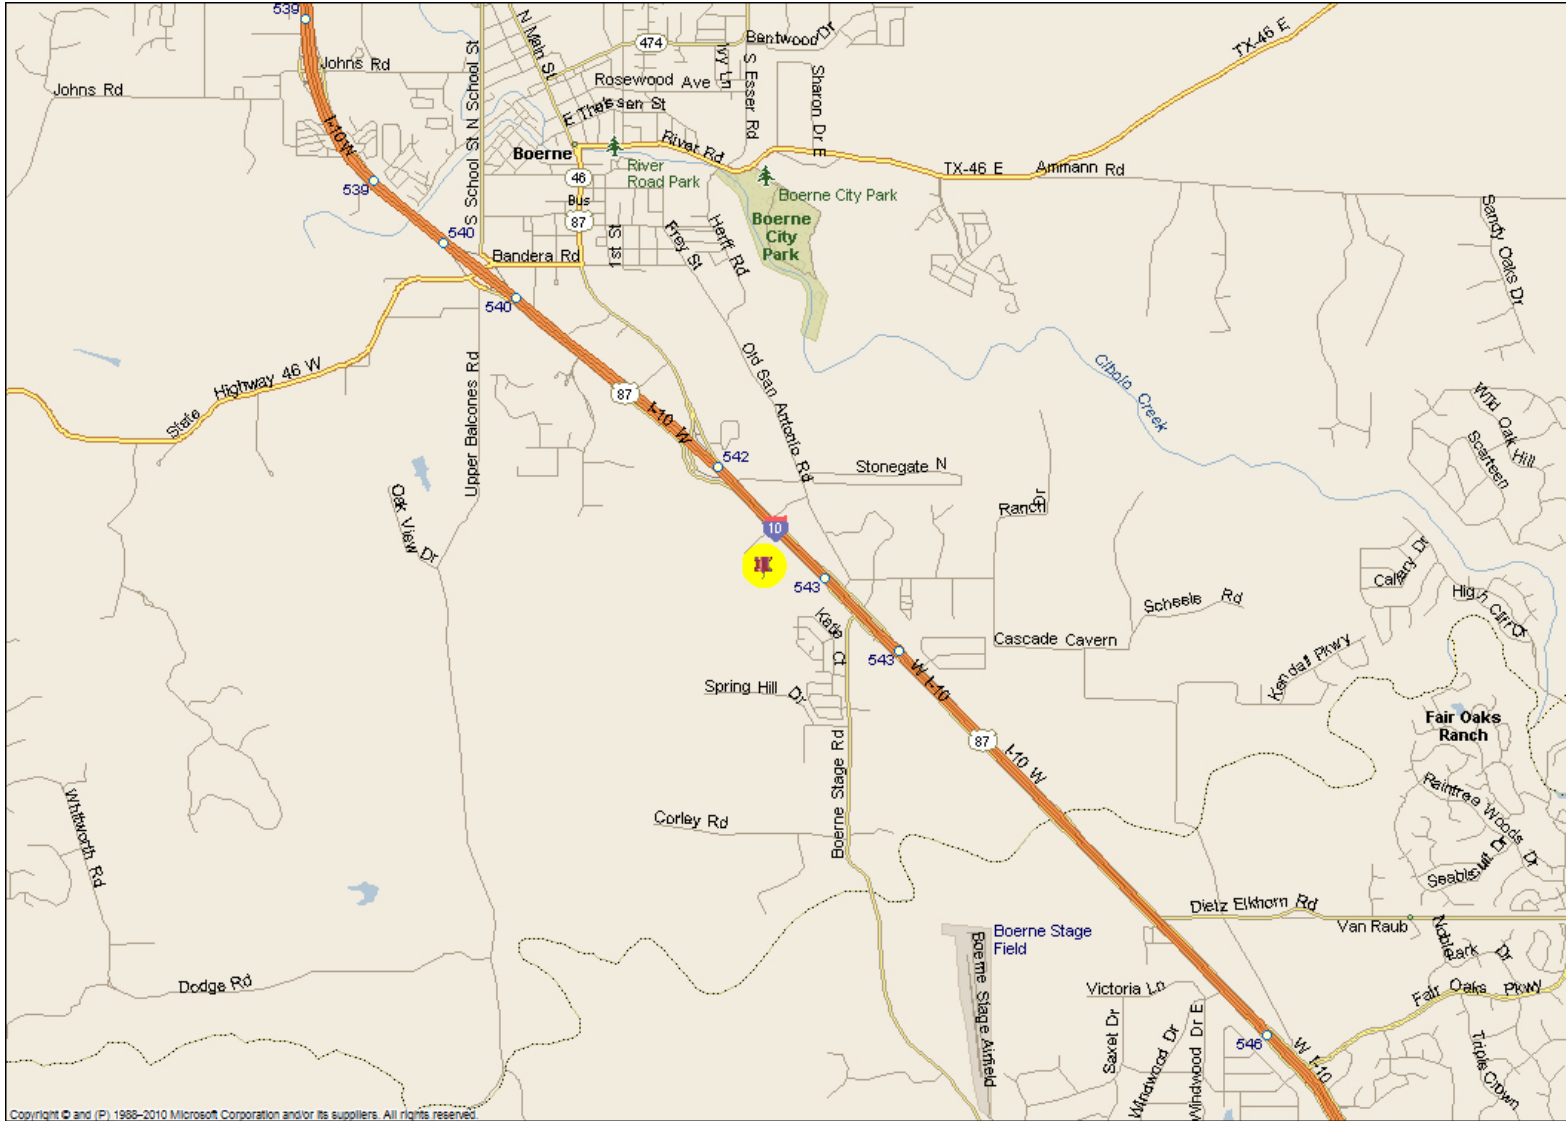 539
N Main St
474
Bentwood Dr
TX-46 E
Johns Rd
Johns Rd
N School St
Ivy Ln
S Esser Rd
Sharon Dr E
Rosewood Ave
E Theissen St
I-10 W
Boerne
River Rd
River
Road Park
TX-46 E
Ammann Rd
539
46
Bus
87
S School St
Boerne City Park
Boerne
City
Park
540
1st St
Frey St
Herff Rd
Sandy Oaks Dr
Bandera Rd
540
State Highway 46 W
Upper Balcones Rd
87
I-10 W
Old San Antonio Rd
Cibolo Creek
Wild Oak Hill
Scarteen
542
Stonegate N
Oak View Dr
Ranch Dr
10
543
Katie Ct
Scheele Rd
Calvary Dr
High Cliff Dr
Cascade Cavern
Kendall Pkwy
543
W I-10
Spring Hill Dr
Fair Oaks
Ranch
87
I-10 W
Boerne Stage Rd
Corley Rd
Whitworth Rd
Raintree Woods Dr
Seabiscuit Dr
Dietz Elkhorn Rd
Van Raub
Noble Lark Dr
Boerne Stage
Field
Boerne Stage Airfield
Dodge Rd
Victoria Ln
Fair Oaks Pkwy
Saxet Dr
Windwood Dr
Windwood Dr E
546
W I-10
Triple Crown
Copyright © and (P) 1988–2010 Microsoft Corporation and/or its suppliers. All rights reserved.